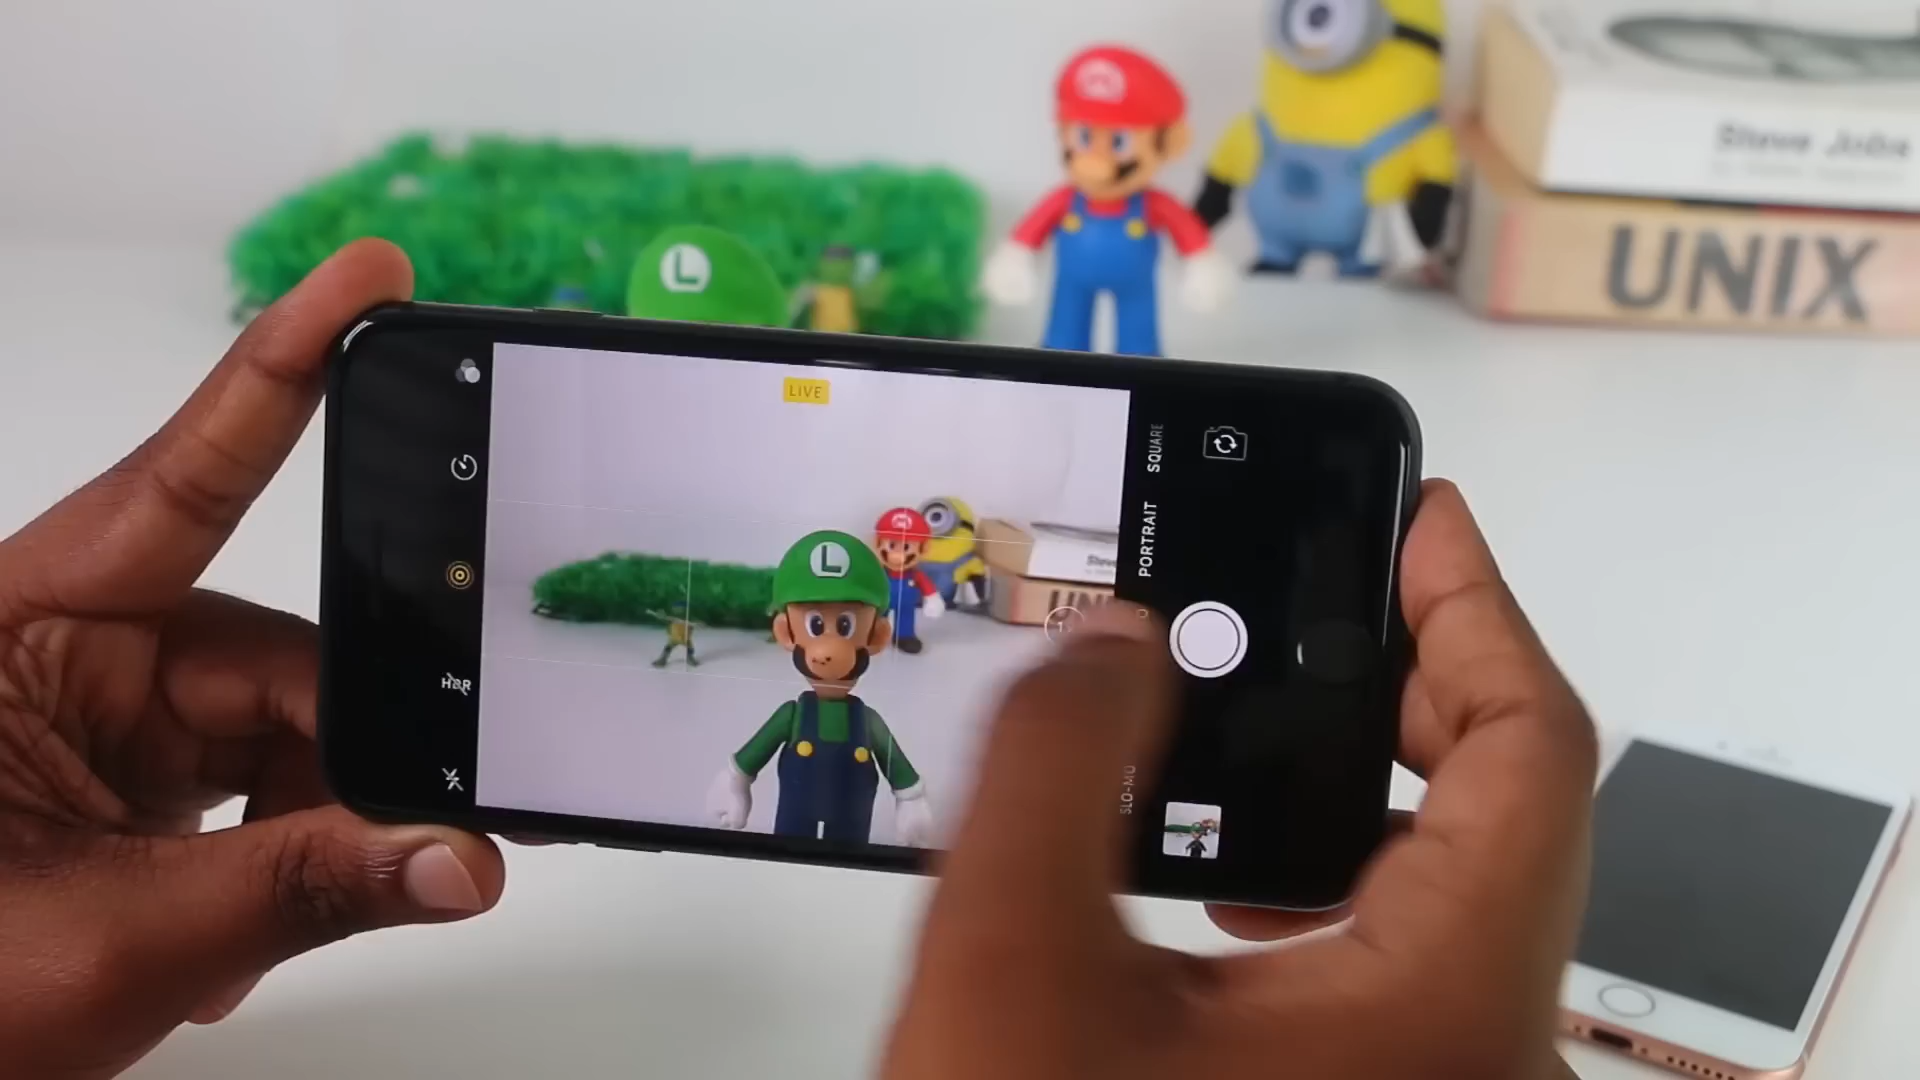 Steve Jobs
UNIX
L
LIVE
SQUARE
PORTRAIT
SLO-MO
HDR
L
M